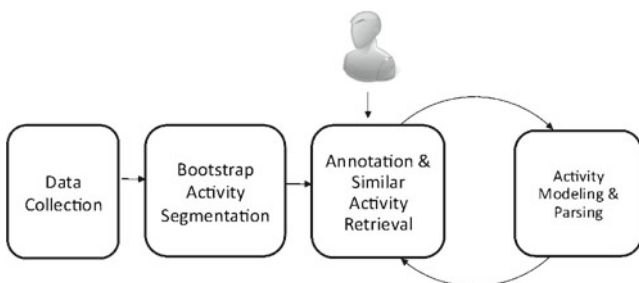 Data
Collection
Bootstrap
Activity
Segmentation
Annotation &
Similar
Activity
Retrieval
Activity
Modeling &
Parsing